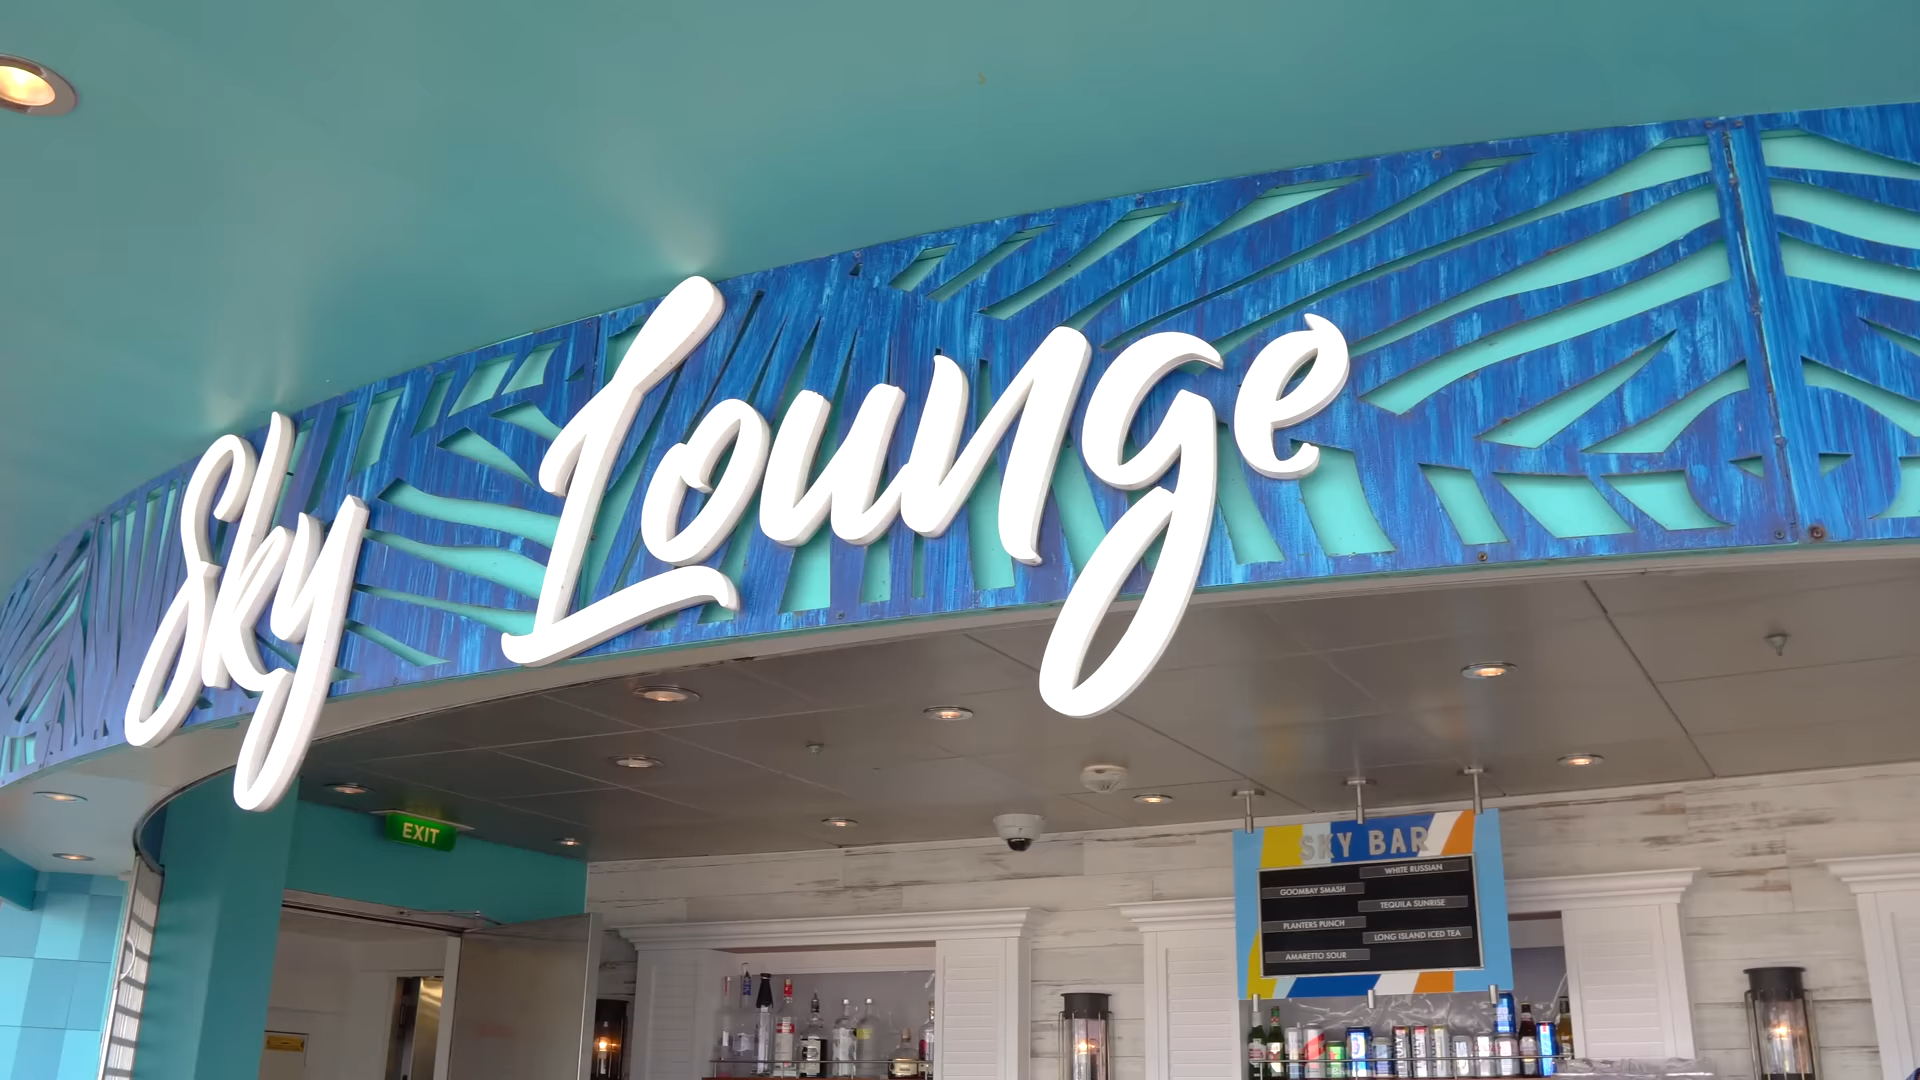 Sky Lounge
EXIT
SKY BAR
WHITE RUSSIAN
GOOMBAY SMASH
TEQUILA SUNRISE
PLANTERS PUNCH
LONG ISLAND ICED TEA
AMARETTO SOUR